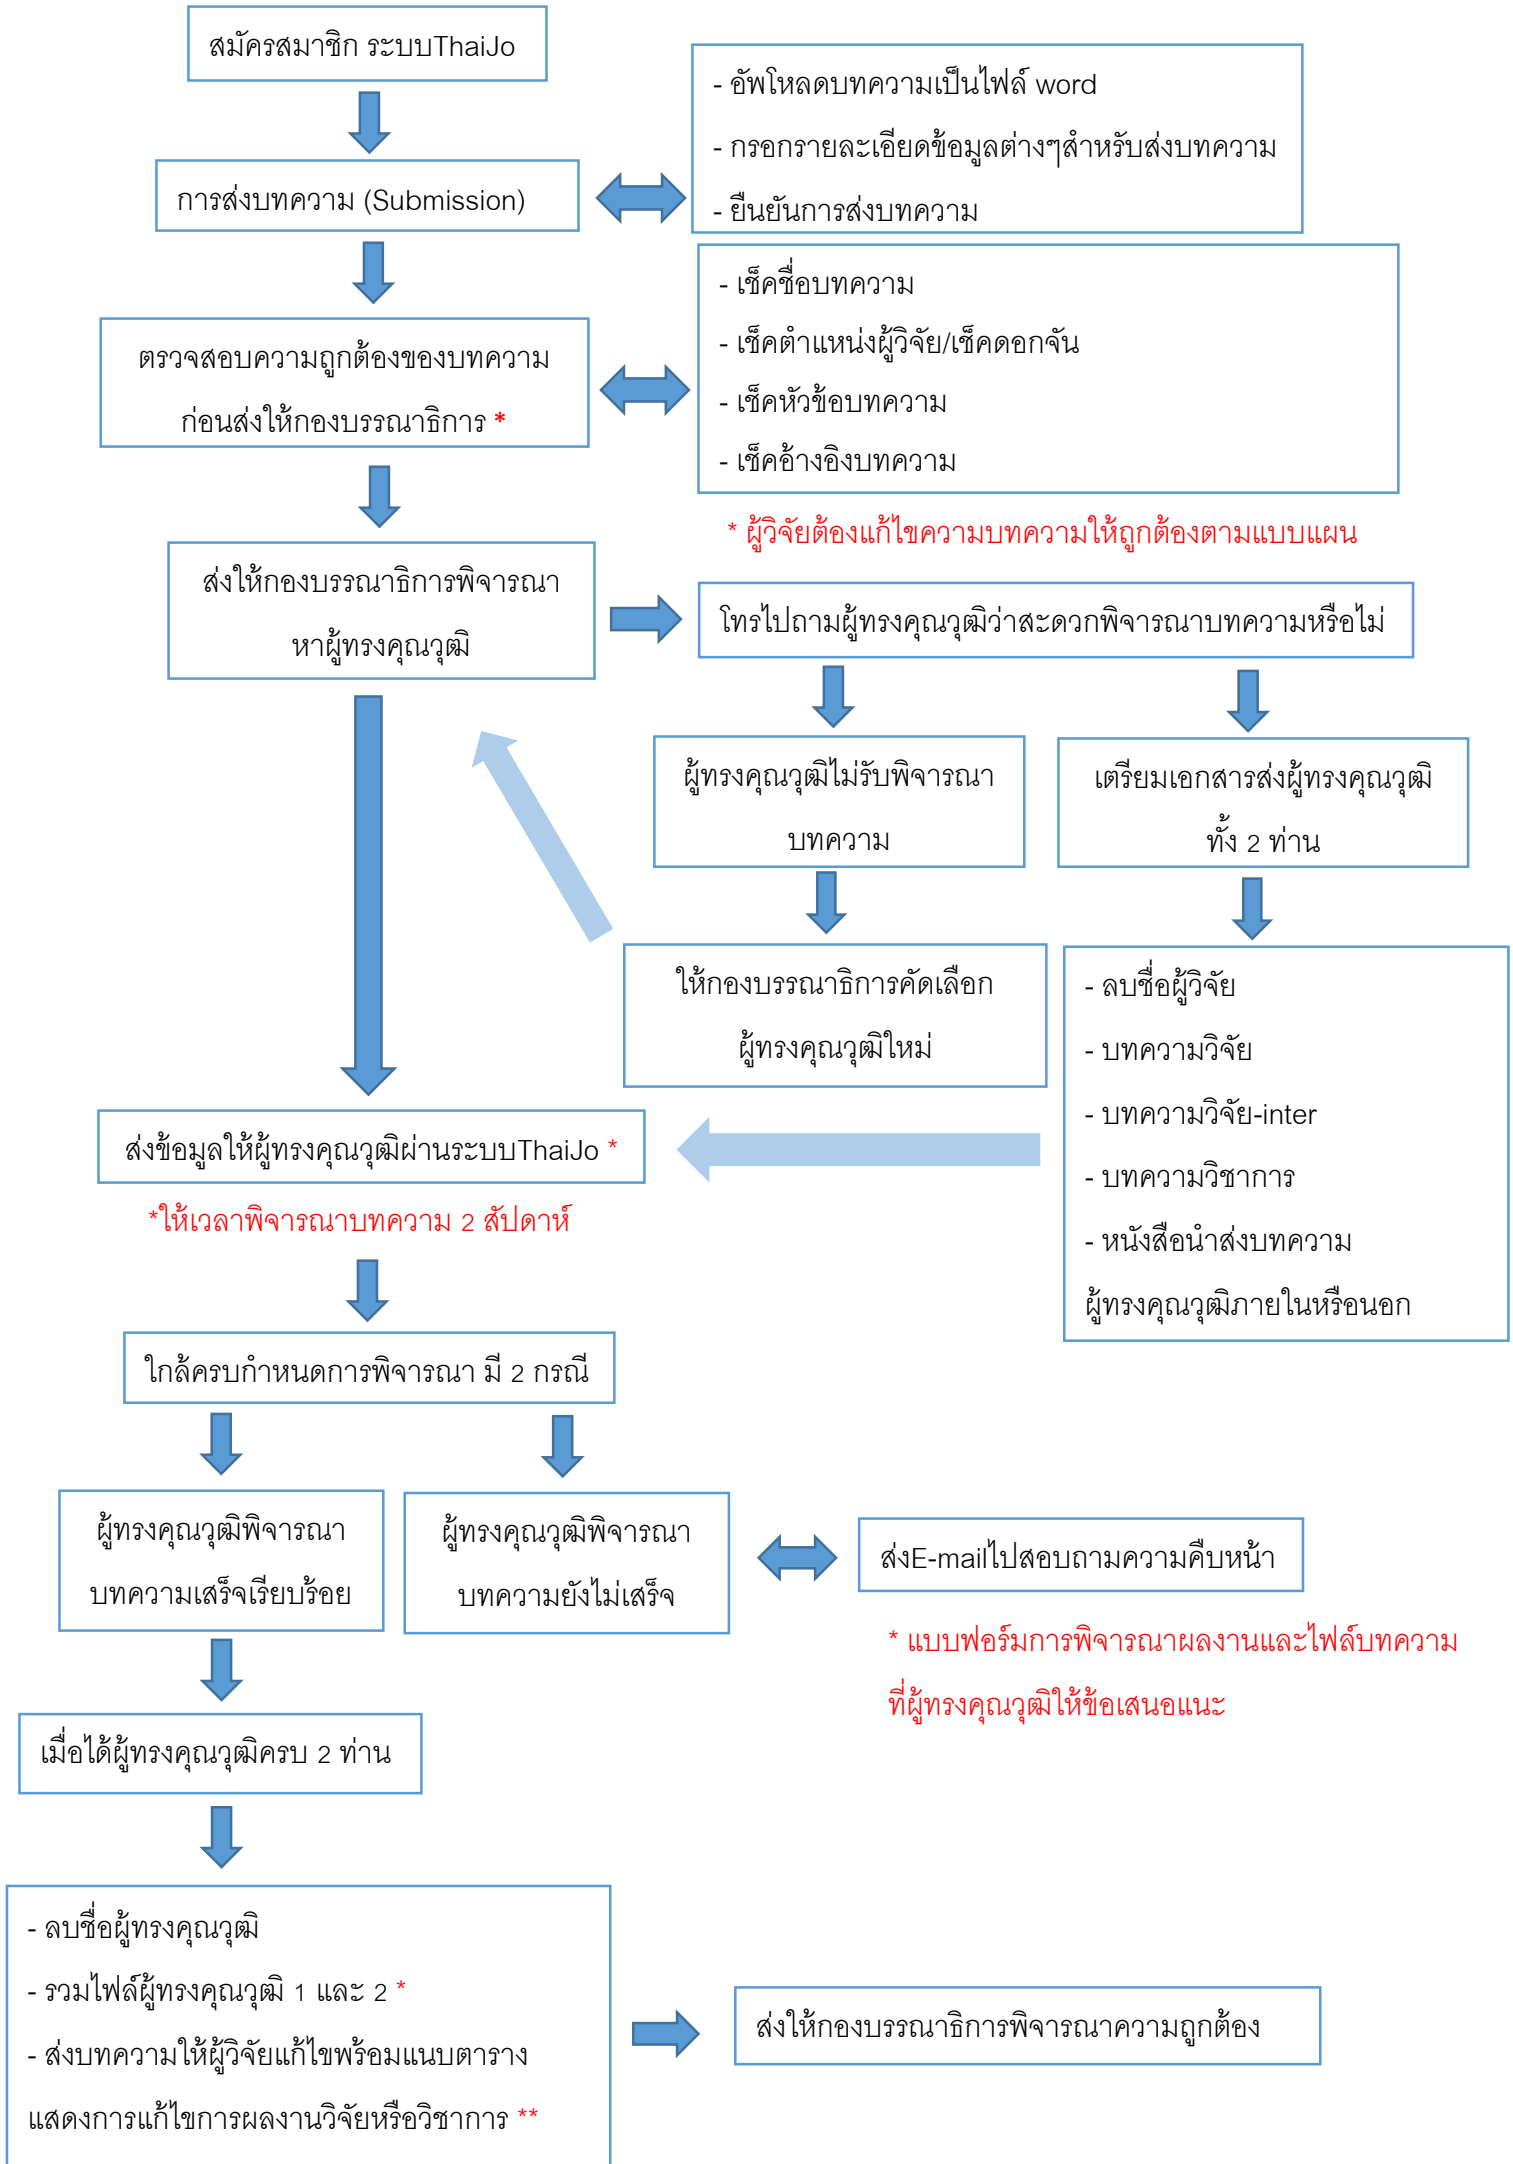 สมัครสมาชิก ระบบThaiJo
- อัพโหลดบทความเป็นไฟล์ word
- กรอกรายละเอียดข้อมูลต่างๆสำหรับส่งบทความ
- ยืนยันการส่งบทความ
การส่งบทความ (Submission)
- เช็คชื่อบทความ
- เช็คตำแหน่งผู้วิจัย/เช็คดอกจัน
- เช็คหัวข้อบทความ
- เช็คอ้างอิงบทความ
ตรวจสอบความถูกต้องของบทความ
ก่อนส่งให้กองบรรณาธิการ *
* ผู้วิจัยต้องแก้ไขความบทความให้ถูกต้องตามแบบแผน
ส่งให้กองบรรณาธิการพิจารณา
หาผู้ทรงคุณวุฒิ
โทรไปถามผู้ทรงคุณวุฒิว่าสะดวกพิจารณาบทความหรือไม่
ผู้ทรงคุณวุฒิไม่รับพิจารณา
บทความ
เตรียมเอกสารส่งผู้ทรงคุณวุฒิ
ทั้ง 2 ท่าน
ให้กองบรรณาธิการคัดเลือก
ผู้ทรงคุณวุฒิใหม่
- ลบชื่อผู้วิจัย
- บทความวิจัย
- บทความวิจัย-inter
- บทความวิชาการ
- หนังสือนำส่งบทความ
ผู้ทรงคุณวุฒิภายในหรือนอก
ส่งข้อมูลให้ผู้ทรงคุณวุฒิผ่านระบบThaiJo *
*ให้เวลาพิจารณาบทความ 2 สัปดาห์
ใกล้ครบกำหนดการพิจารณา มี 2 กรณี
ผู้ทรงคุณวุฒิพิจารณา
บทความเสร็จเรียบร้อย
ผู้ทรงคุณวุฒิพิจารณา
บทความยังไม่เสร็จ
ส่งE-mailไปสอบถามความคืบหน้า
* แบบฟอร์มการพิจารณาผลงานและไฟล์บทความ
ที่ผู้ทรงคุณวุฒิให้ข้อเสนอแนะ
เมื่อได้ผู้ทรงคุณวุฒิครบ 2 ท่าน
- ลบชื่อผู้ทรงคุณวุฒิ
- รวมไฟล์ผู้ทรงคุณวุฒิ 1 และ 2 *
- ส่งบทความให้ผู้วิจัยแก้ไขพร้อมแนบตาราง
แสดงการแก้ไขการผลงานวิจัยหรือวิชาการ **
ส่งให้กองบรรณาธิการพิจารณาความถูกต้อง